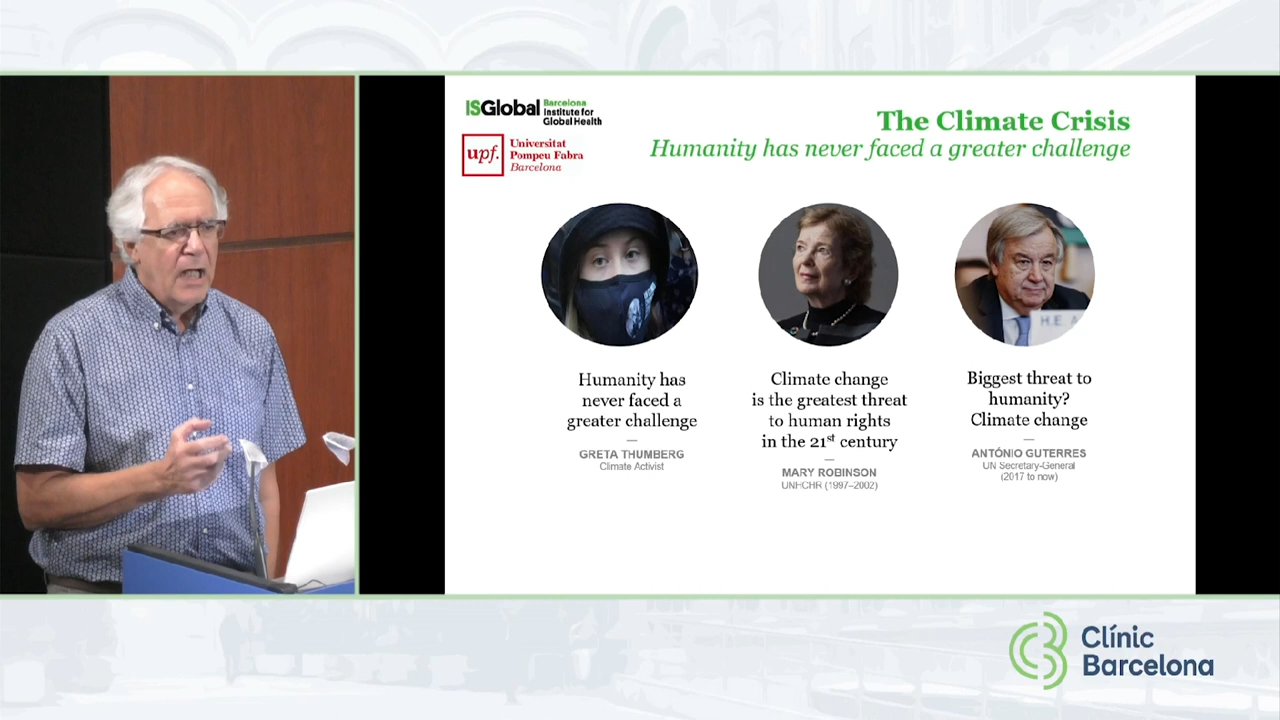 ISGlobal Barcelona
Institute for
Global Health
upf. Universitat
Pompeu Fabra
Barcelona
The Climate Crisis
Humanity has never faced a greater challenge
H.E. A
Humanity has
never faced a
greater challenge
GRETA THUMBERG
Climate Activist
Climate change
is the greatest threat
to human rights
in the 21st century
MARY ROBINSON
UNHCHR (1997–2002)
Biggest threat to
humanity?
Climate change
ANTÓNIO GUTERRES
UN Secretary-General
(2017 to now)
Clínic
Barcelona